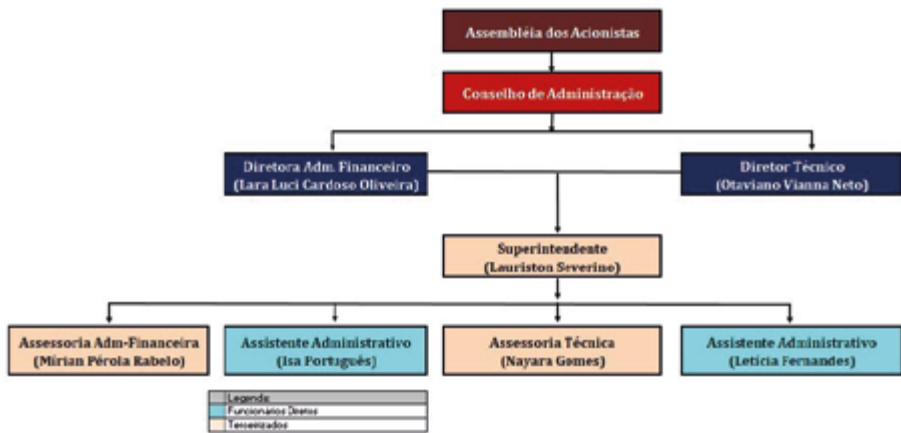 Assembléia dos Acionistas
Conselho de Administração
Diretora Adm. Financeiro
(Lara Luci Cardoso Oliveira)
Diretor Técnico
(Otaviano Vianna Neto)
Superintendente
(Lauriston Severino)
Assessoria Adm-Financeira
(Mírian Pérola Rabelo)
Assistente Administrativo
(Isa Português)
Assessoria Técnica
(Nayara Gomes)
Assistente Administrativo
(Letícia Fernandes)
Legenda:
Funcionários Diretos
Terceirizados